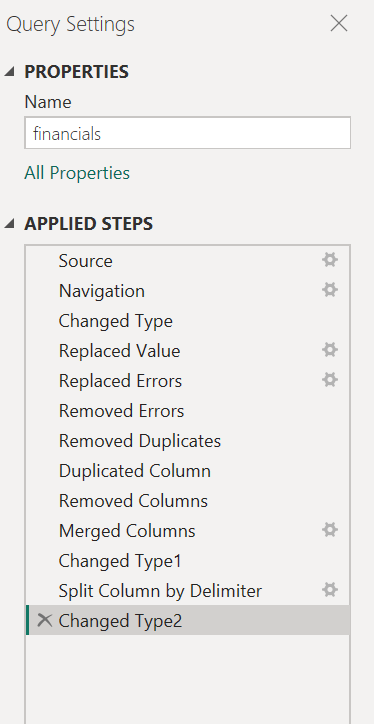 Query Settings
PROPERTIES
Name
financials
All Properties
APPLIED STEPS
Source
Navigation
Changed Type
Replaced Value
Replaced Errors
Removed Errors
Removed Duplicates
Duplicated Column
Removed Columns
Merged Columns
Changed Type1
Split Column by Delimiter
Changed Type2